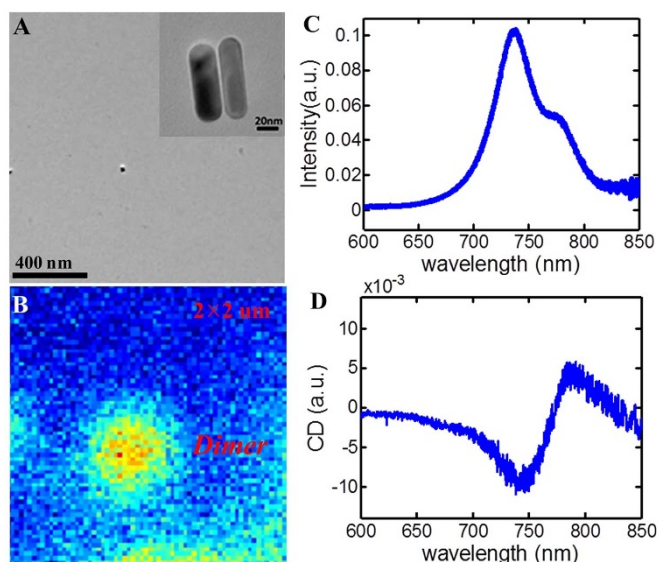 A
20nm
400 nm
B
2×2 um
Dimer
C
Intensity(a.u.)
0.1
0.08
0.06
0.04
0.02
0
600 650 700 750 800 850
wavelength (nm)
D
x10⁻³
CD (a.u.)
10
5
0
-5
-10
600 650 700 750 800 850
wavelength (nm)